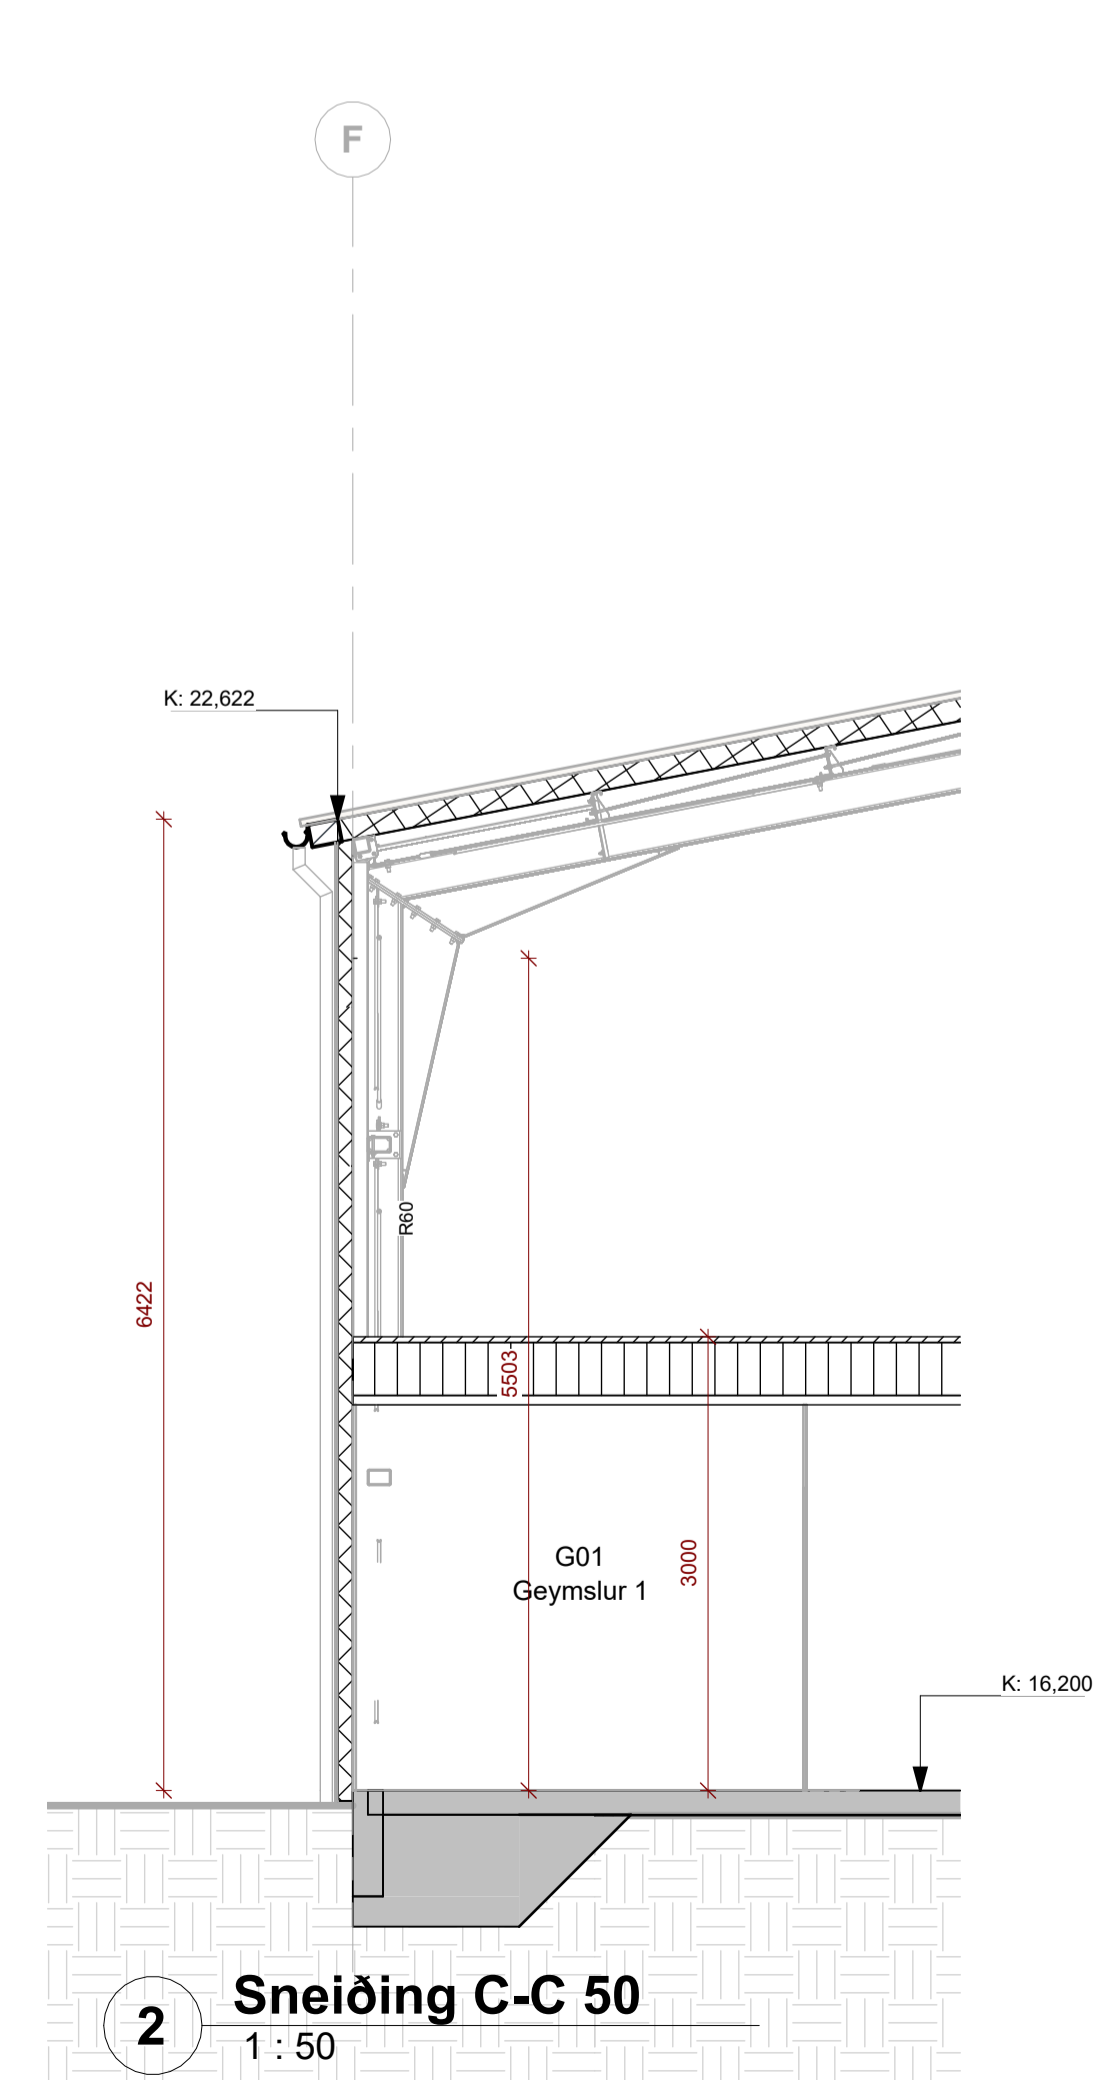 F
K: 22,622
R60
6422
5503-
G01
Geymslur 1
3000
K: 16,200
2
Sneiðing C-C 50
1 : 50